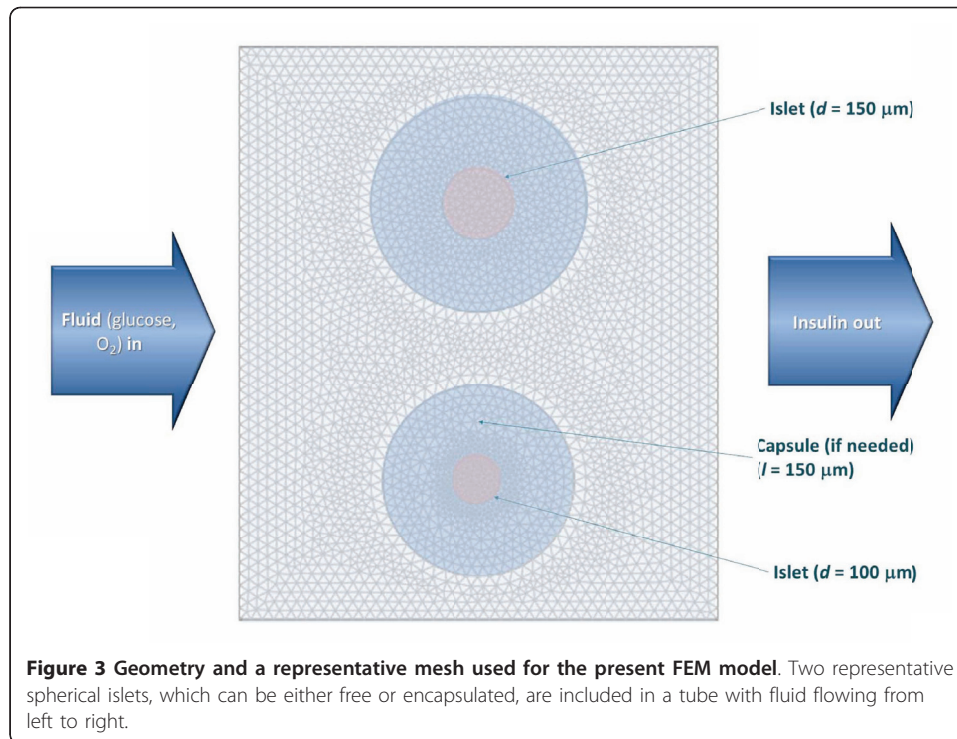 Islet (d = 150 μm)
Fluid (glucose,
O₂) in
Insulin out
Capsule (if needed)
(l = 150 μm)
Islet (d = 100 μm)
Figure 3 Geometry and a representative mesh used for the present FEM model. Two representative
spherical islets, which can be either free or encapsulated, are included in a tube with fluid flowing from
left to right.